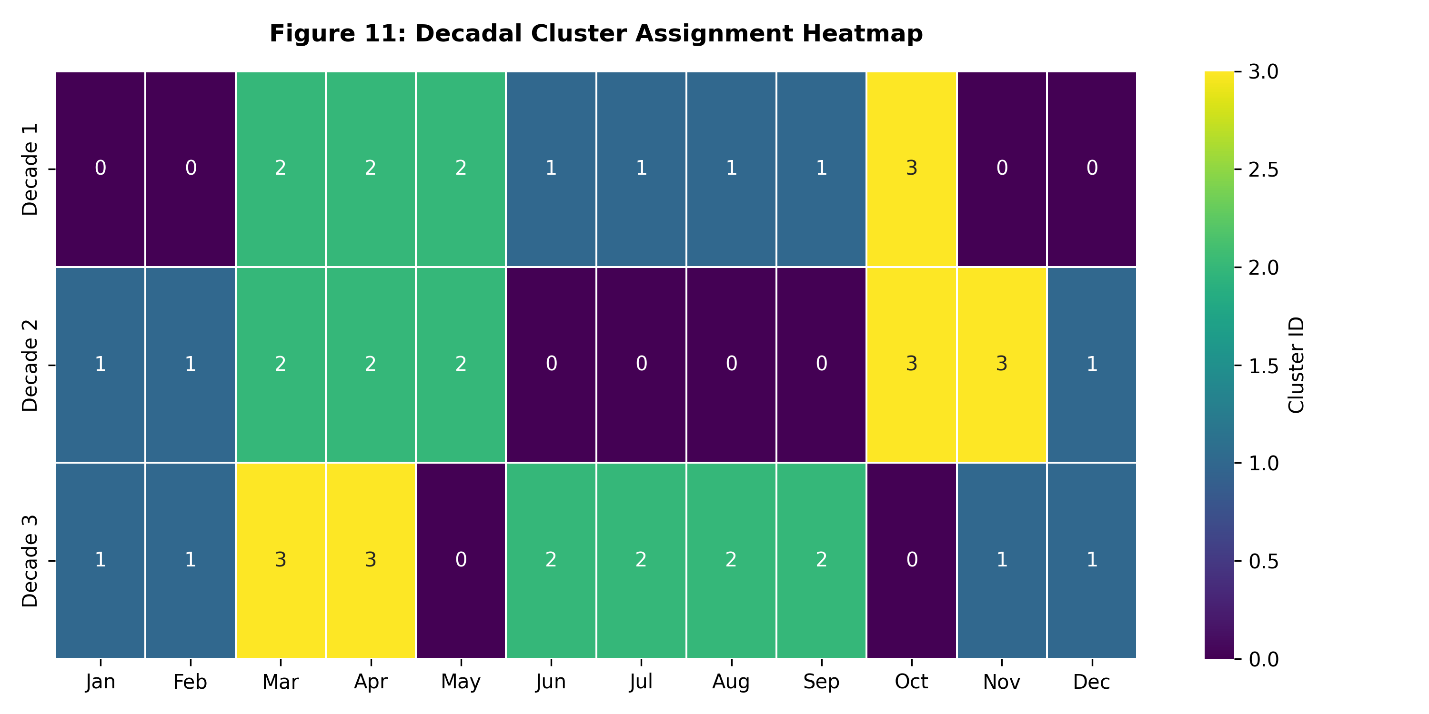 Figure 11: Decadal Cluster Assignment Heatmap
Decade 1
0 0 2 2 2 1 1 1 1 3 0 0
Decade 2
1 1 2 2 2 0 0 0 0 3 3 1
Decade 3
1 1 3 3 0 2 2 2 2 0 1 1
Jan Feb Mar Apr May Jun Jul Aug Sep Oct Nov Dec
3.0
2.5
2.0
1.5
1.0
0.5
0.0
Cluster ID